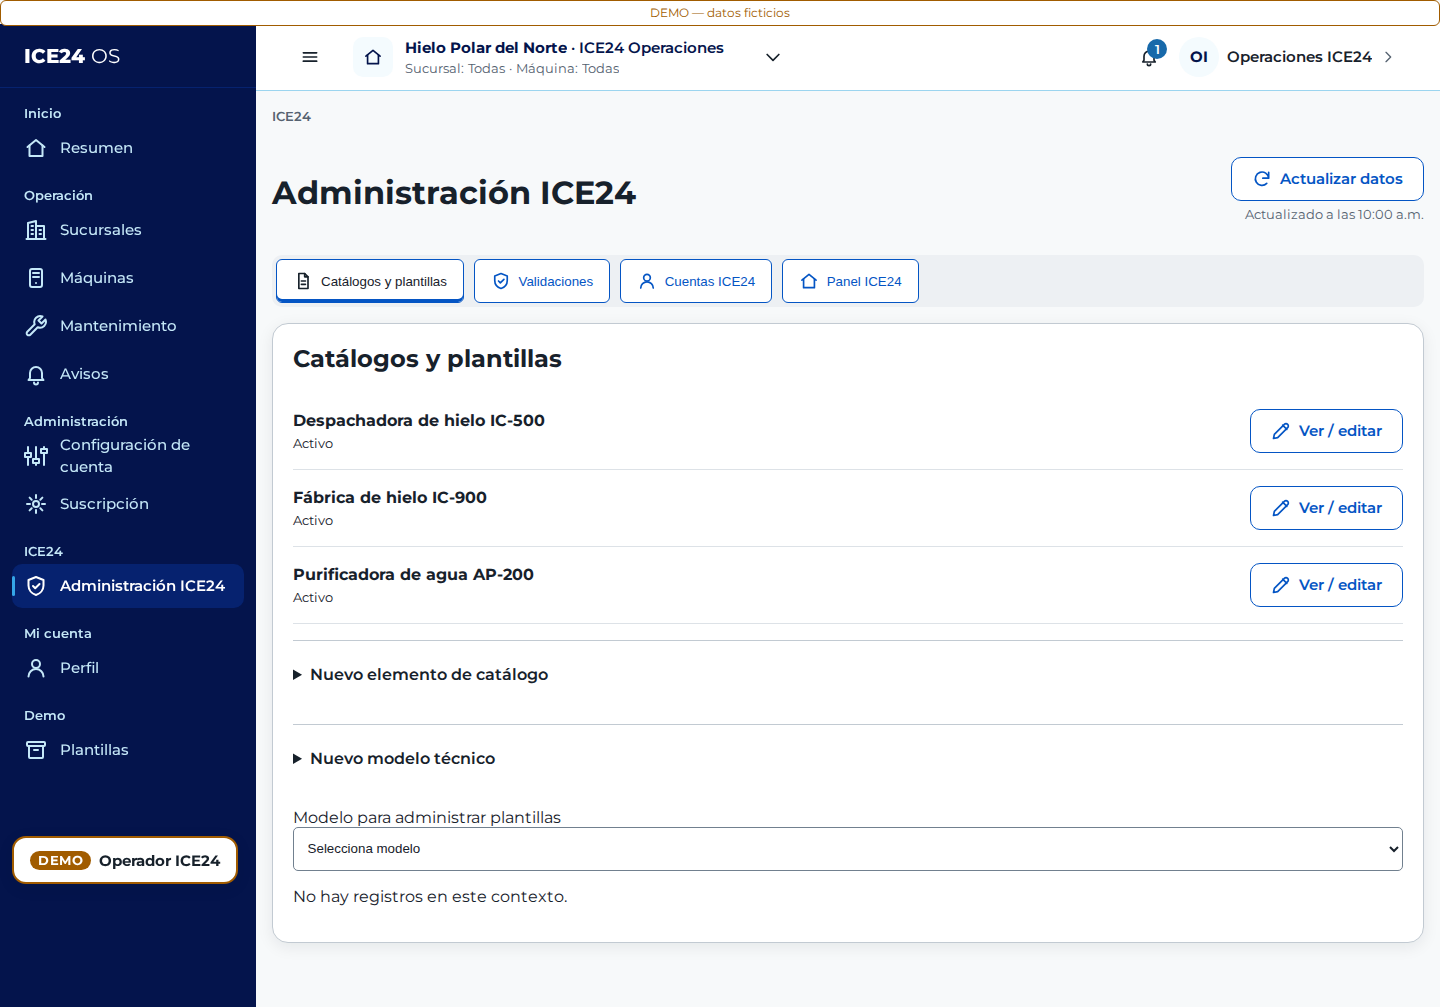 DEMO — datos ficticios
ICE24 OS
Inicio
Resumen
Operación
Sucursales
Máquinas
Mantenimiento
Avisos
Administración
Configuración de
cuenta
Suscripción
ICE24
Administración ICE24
Mi cuenta
Perfil
Demo
Plantillas
DEMO Operador ICE24
Hielo Polar del Norte · ICE24 Operaciones
Sucursal: Todas · Máquina: Todas
1
OI Operaciones ICE24
ICE24
Administración ICE24
Actualizar datos
Actualizado a las 10:00 a.m.
Catálogos y plantillas
Validaciones
Cuentas ICE24
Panel ICE24
Catálogos y plantillas
Despachadora de hielo IC-500
Activo
Ver / editar
Fábrica de hielo IC-900
Activo
Ver / editar
Purificadora de agua AP-200
Activo
Ver / editar
Nuevo elemento de catálogo
Nuevo modelo técnico
Modelo para administrar plantillas
Selecciona modelo
No hay registros en este contexto.